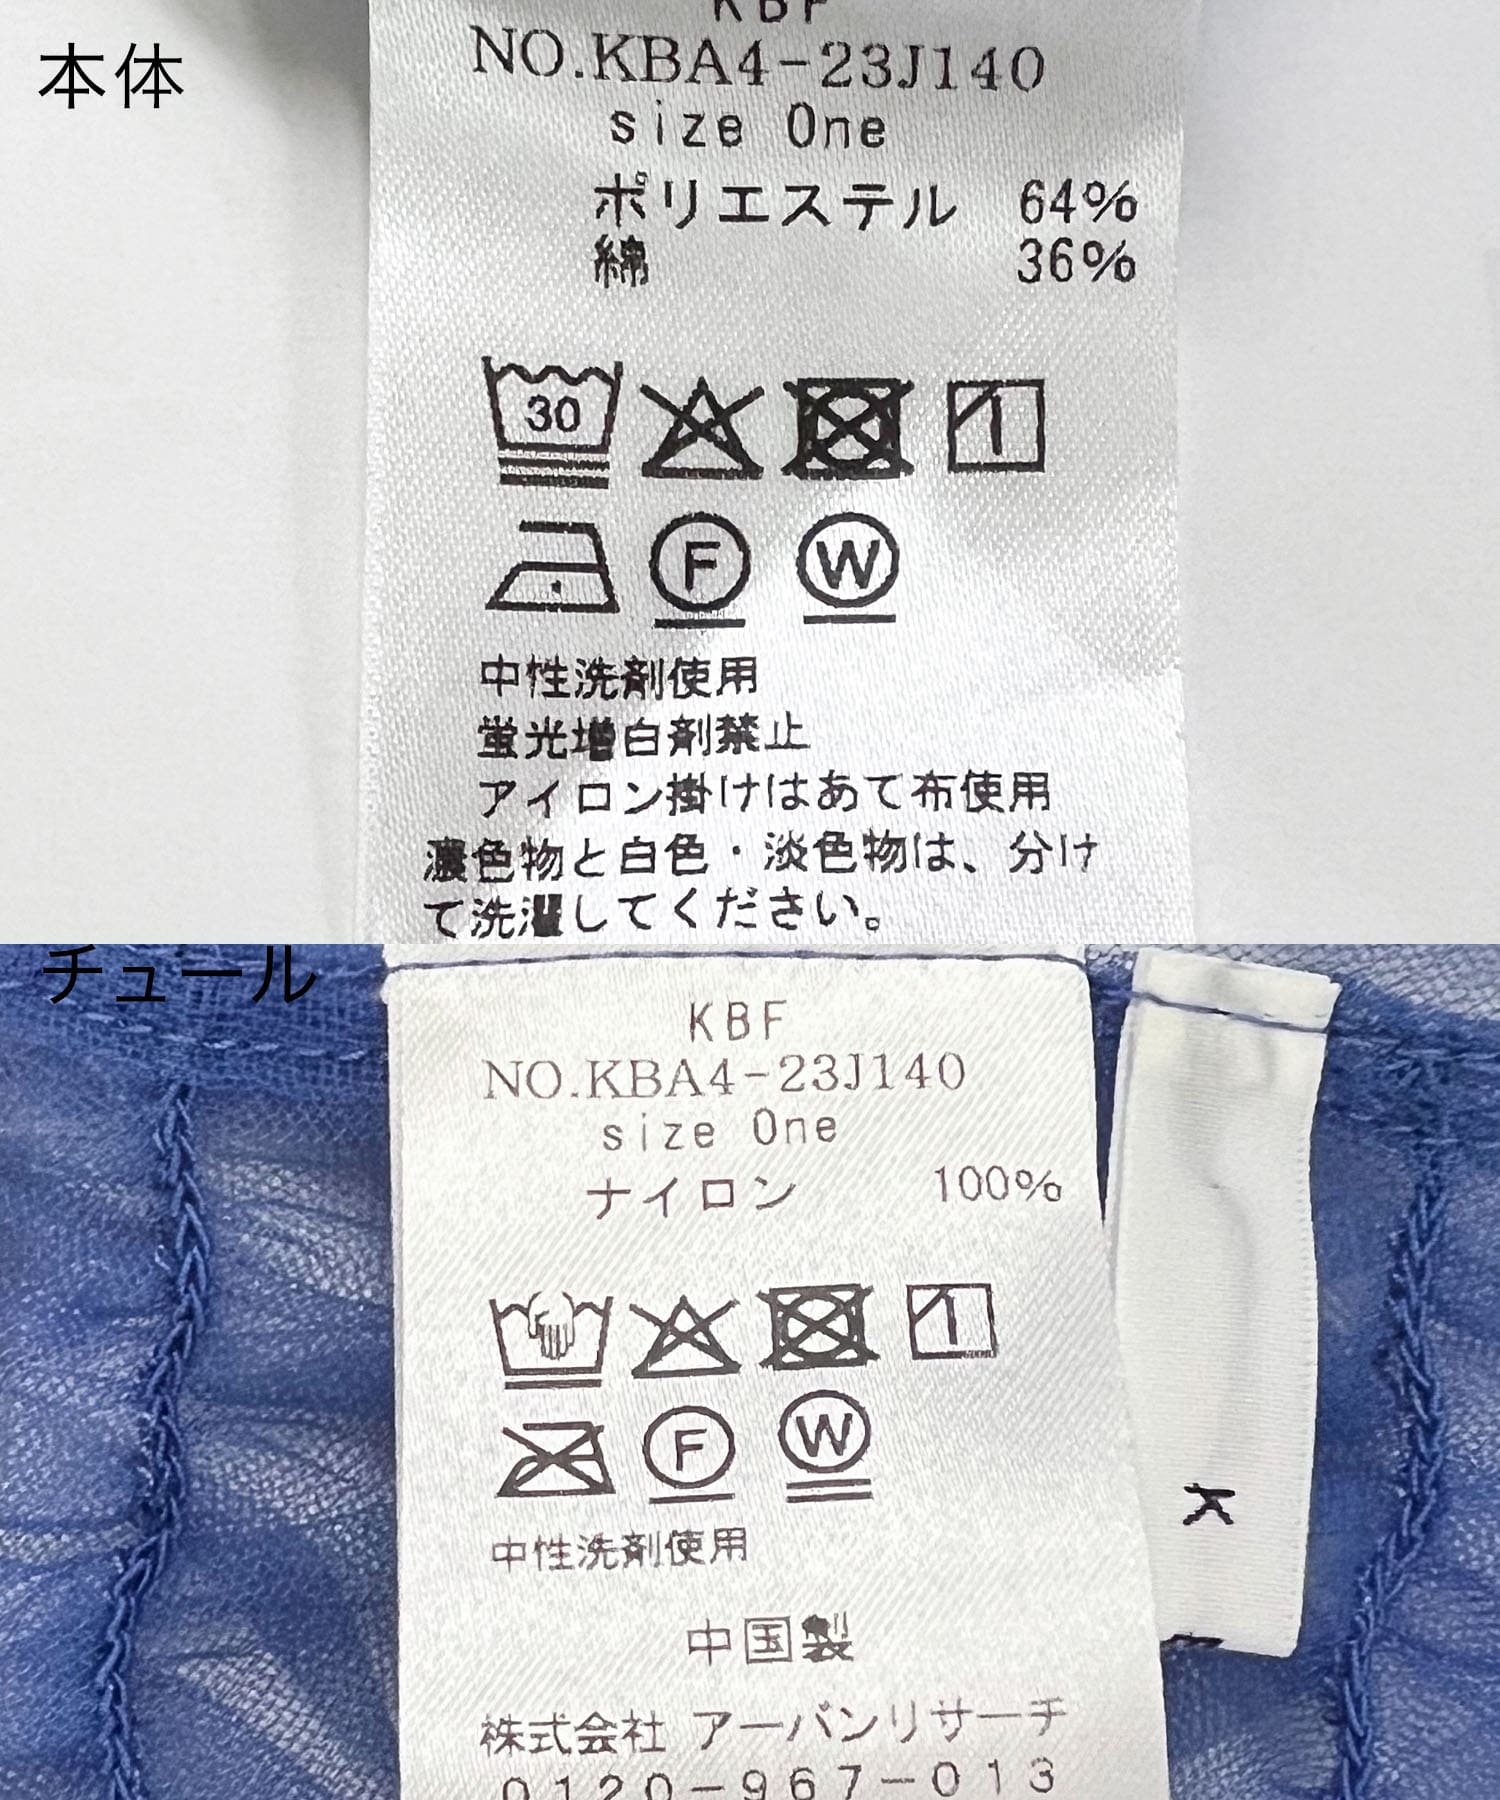 本体
KBF
NO.KBA4-23J140
size One
ポリエステル 64%
綿 36%
30
F W
中性洗剤使用
蛍光増白剤禁止
アイロン掛けはあて布使用
濃色物と白色・淡色物は、分け
て洗濯してください。
チュール
KBF
NO.KBA4-23J140
size One
ナイロン 100%
F W
K
中性洗剤使用
中国製
株式会社 アーバンリサーチ
0120-967-013